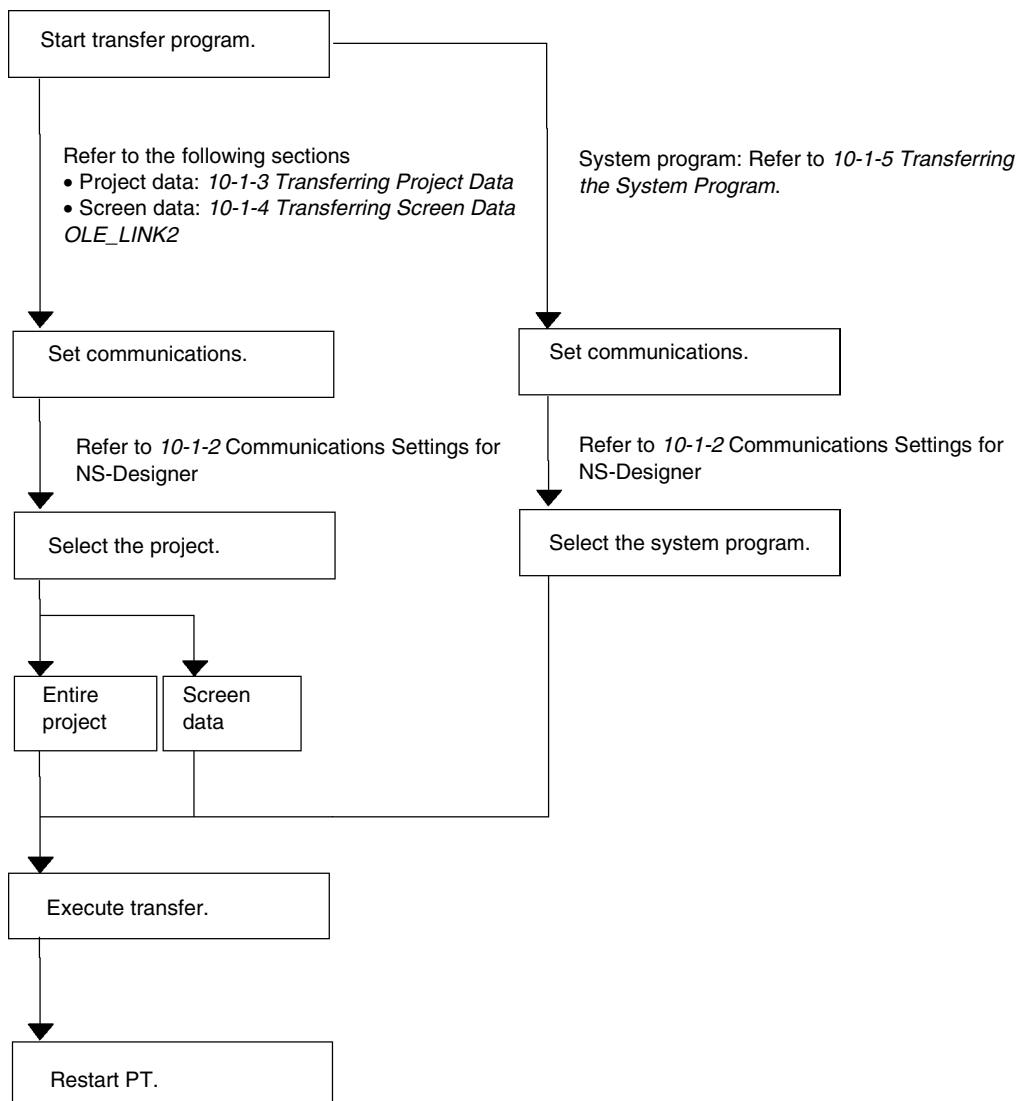 Start transfer program.
Refer to the following sections
• Project data: 10-1-3 Transferring Project Data
• Screen data: 10-1-4 Transferring Screen Data
OLE_LINK2
System program: Refer to 10-1-5 Transferring
the System Program.
Set communications.
Set communications.
Refer to 10-1-2 Communications Settings for
NS-Designer
Refer to 10-1-2 Communications Settings for
NS-Designer
Select the project.
Select the system program.
Entire
project
Screen
data
Execute transfer.
Restart PT.